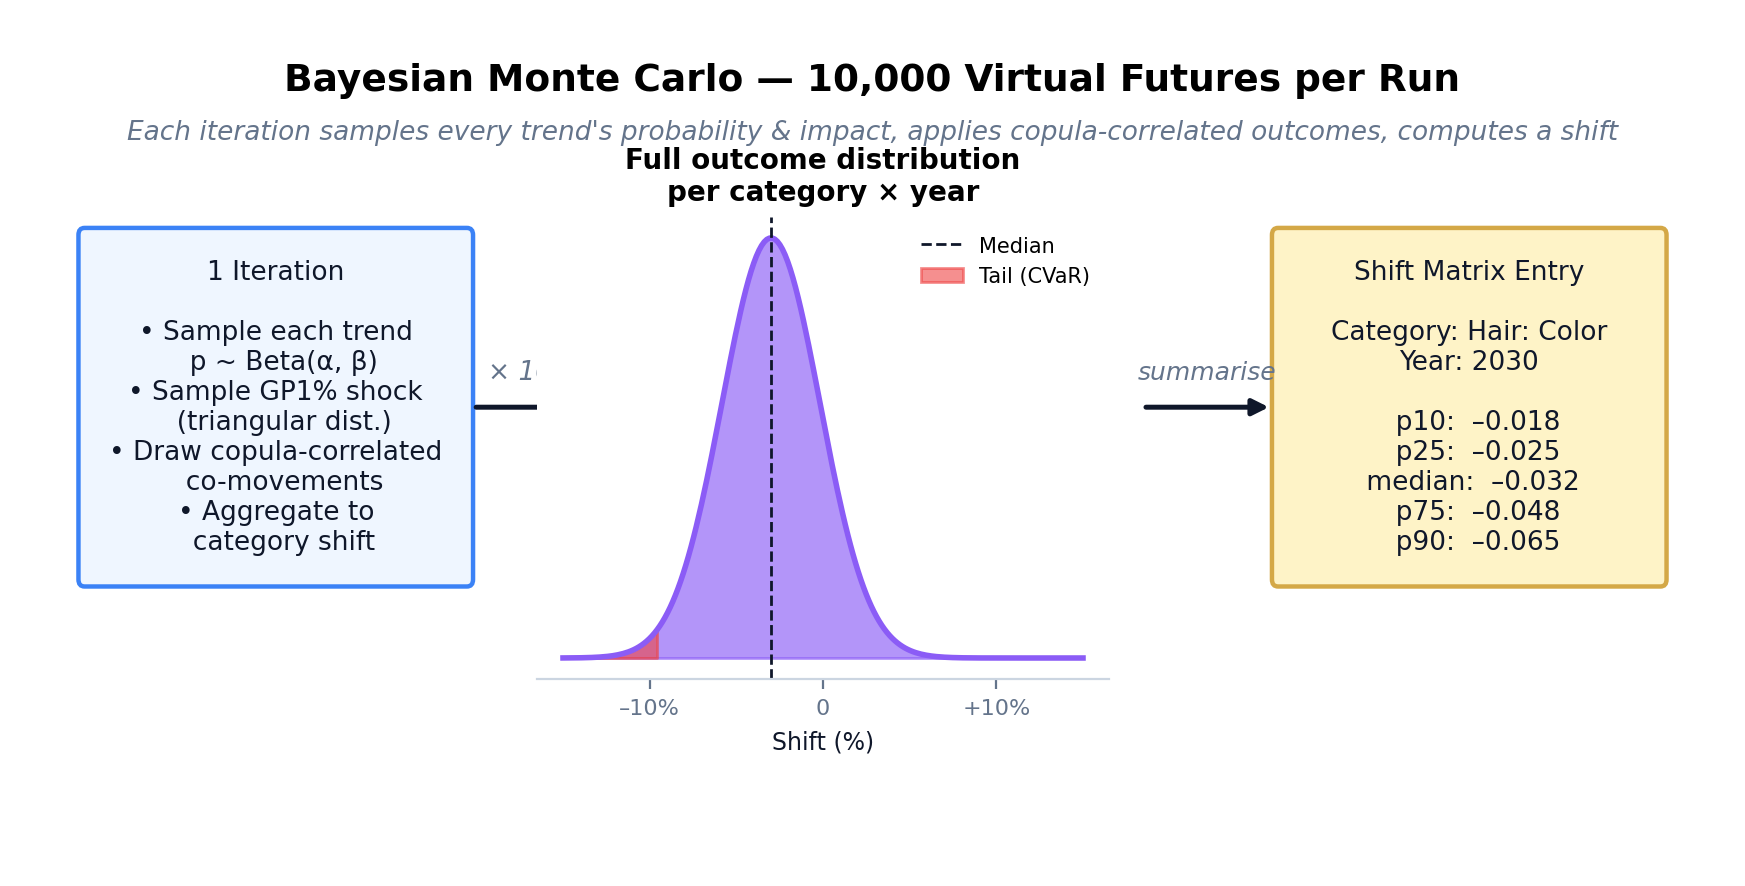 Bayesian Monte Carlo — 10,000 Virtual Futures per Run
Each iteration samples every trend's probability & impact, applies copula-correlated outcomes, computes a shift
Full outcome distribution
per category × year
1 Iteration
• Sample each trend
p ~ Beta(α, β)
• Sample GP1% shock
(triangular dist.)
• Draw copula-correlated
co-movements
• Aggregate to
category shift
× 1
Median
Tail (CVaR)
–10%
0
+10%
Shift (%)
summarise
Shift Matrix Entry
Category: Hair: Color
Year: 2030
p10: –0.018
p25: –0.025
median: –0.032
p75: –0.048
p90: –0.065